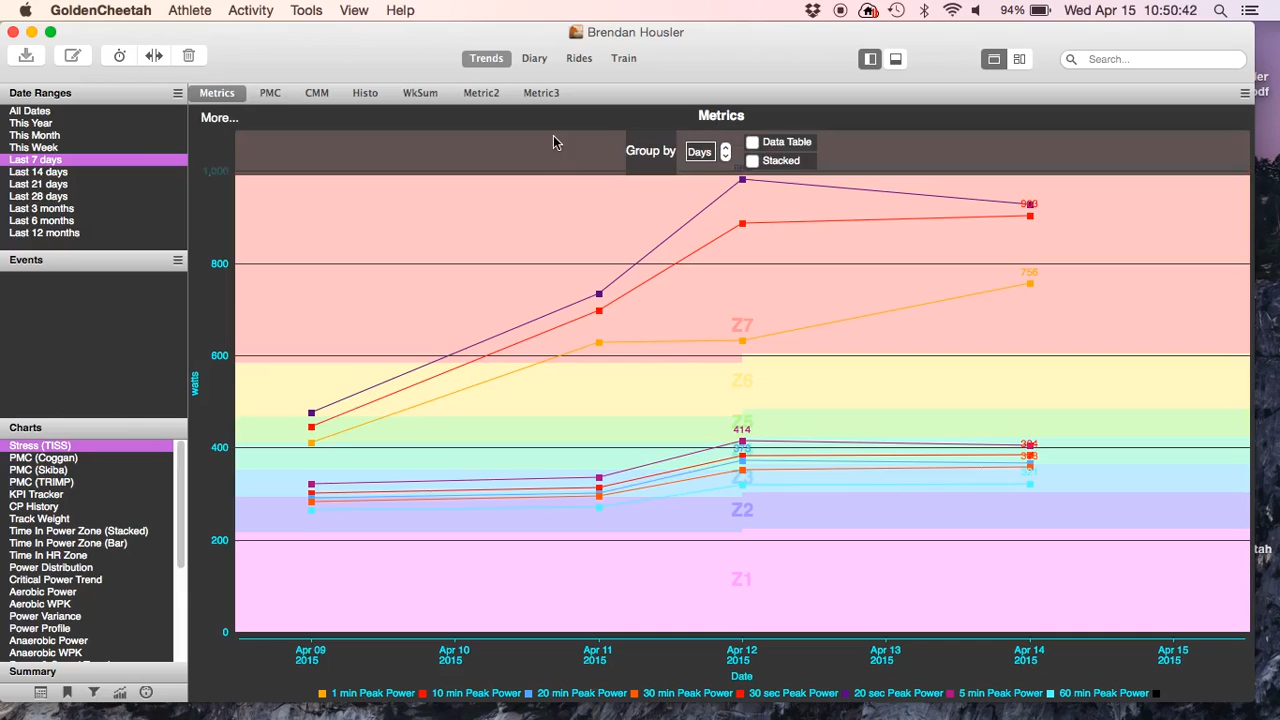 GoldenCheetah Athlete Activity Tools View Help 94% Wed Apr 15 10:50:42
Brendan Housler
Trends Diary Rides Train Search...
Date Ranges
All Dates
This Year
This Month
This Week
Last 7 days
Last 14 days
Last 21 days
Last 28 days
Last 3 months
Last 6 months
Last 12 months
Events
Charts
Stress (TISS)
PMC (Coggan)
PMC (Skiba)
PMC (TRIMP)
KPI Tracker
CP History
Track Weight
Time In Power Zone (Stacked)
Time In Power Zone (Bar)
Time In HR Zone
Power Distribution
Critical Power Trend
Aerobic Power
Aerobic WPK
Power Variance
Power Profile
Anaerobic Power
Anaerobic WPK
Summary
Metrics PMC CMM Histo WkSum Metric2 Metric3
More... Metrics
Group by Days Data Table
Stacked
1,000
800
600
400
200
0
watts
Z7
Z6
Z5
Z3
Z2
Z1
903
756
414
Apr 09 Apr 10 Apr 11 Apr 12 Apr 13 Apr 14 Apr 15
2015 2015 2015 2015 2015 2015 2015
Date
1 min Peak Power 10 min Peak Power 20 min Peak Power 30 min Peak Power 30 sec Peak Power 20 sec Peak Power 5 min Peak Power 60 min Peak Power